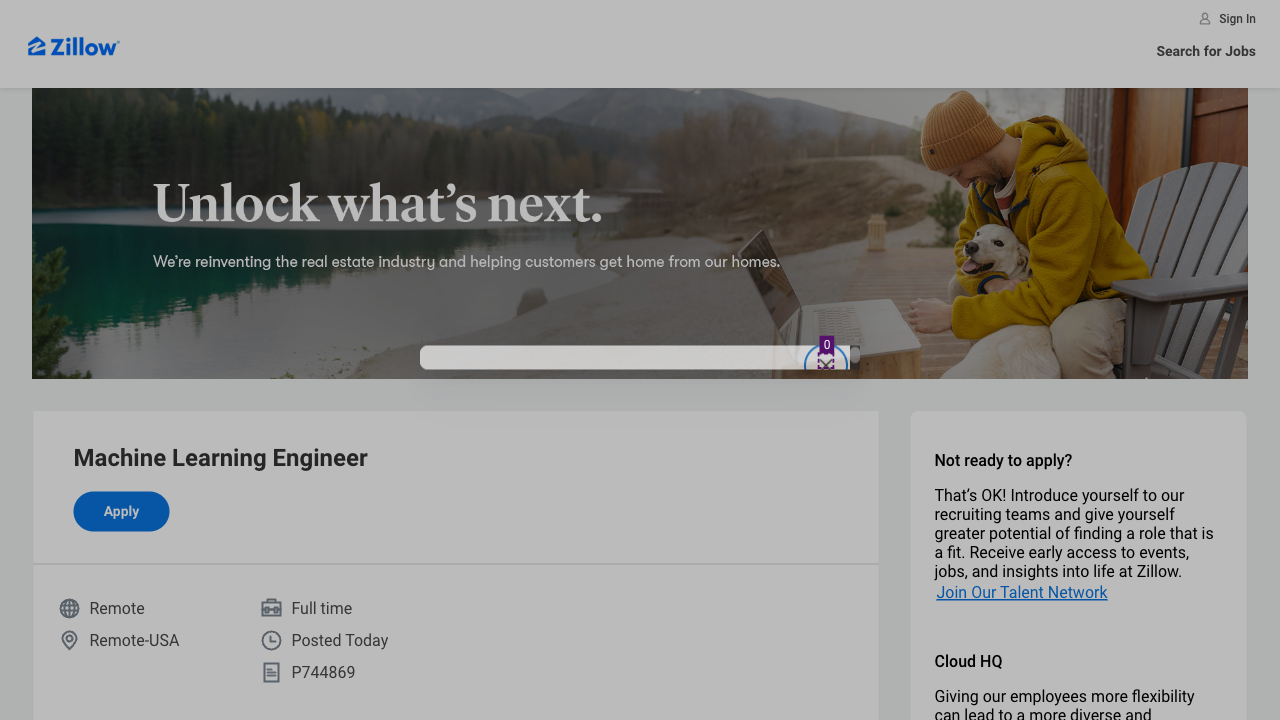 Sign In
Zillow
Search for Jobs
Unlock what's next.
We're reinventing the real estate industry and helping customers get home from our homes.
0
Machine Learning Engineer
Apply
Remote
Full time
Remote-USA
Posted Today
P744869
Not ready to apply?
That's OK! Introduce yourself to our
recruiting teams and give yourself
greater potential of finding a role that is
a fit. Receive early access to events,
jobs, and insights into life at Zillow.
Join Our Talent Network
Cloud HQ
Giving our employees more flexibility
can lead to a more diverse and